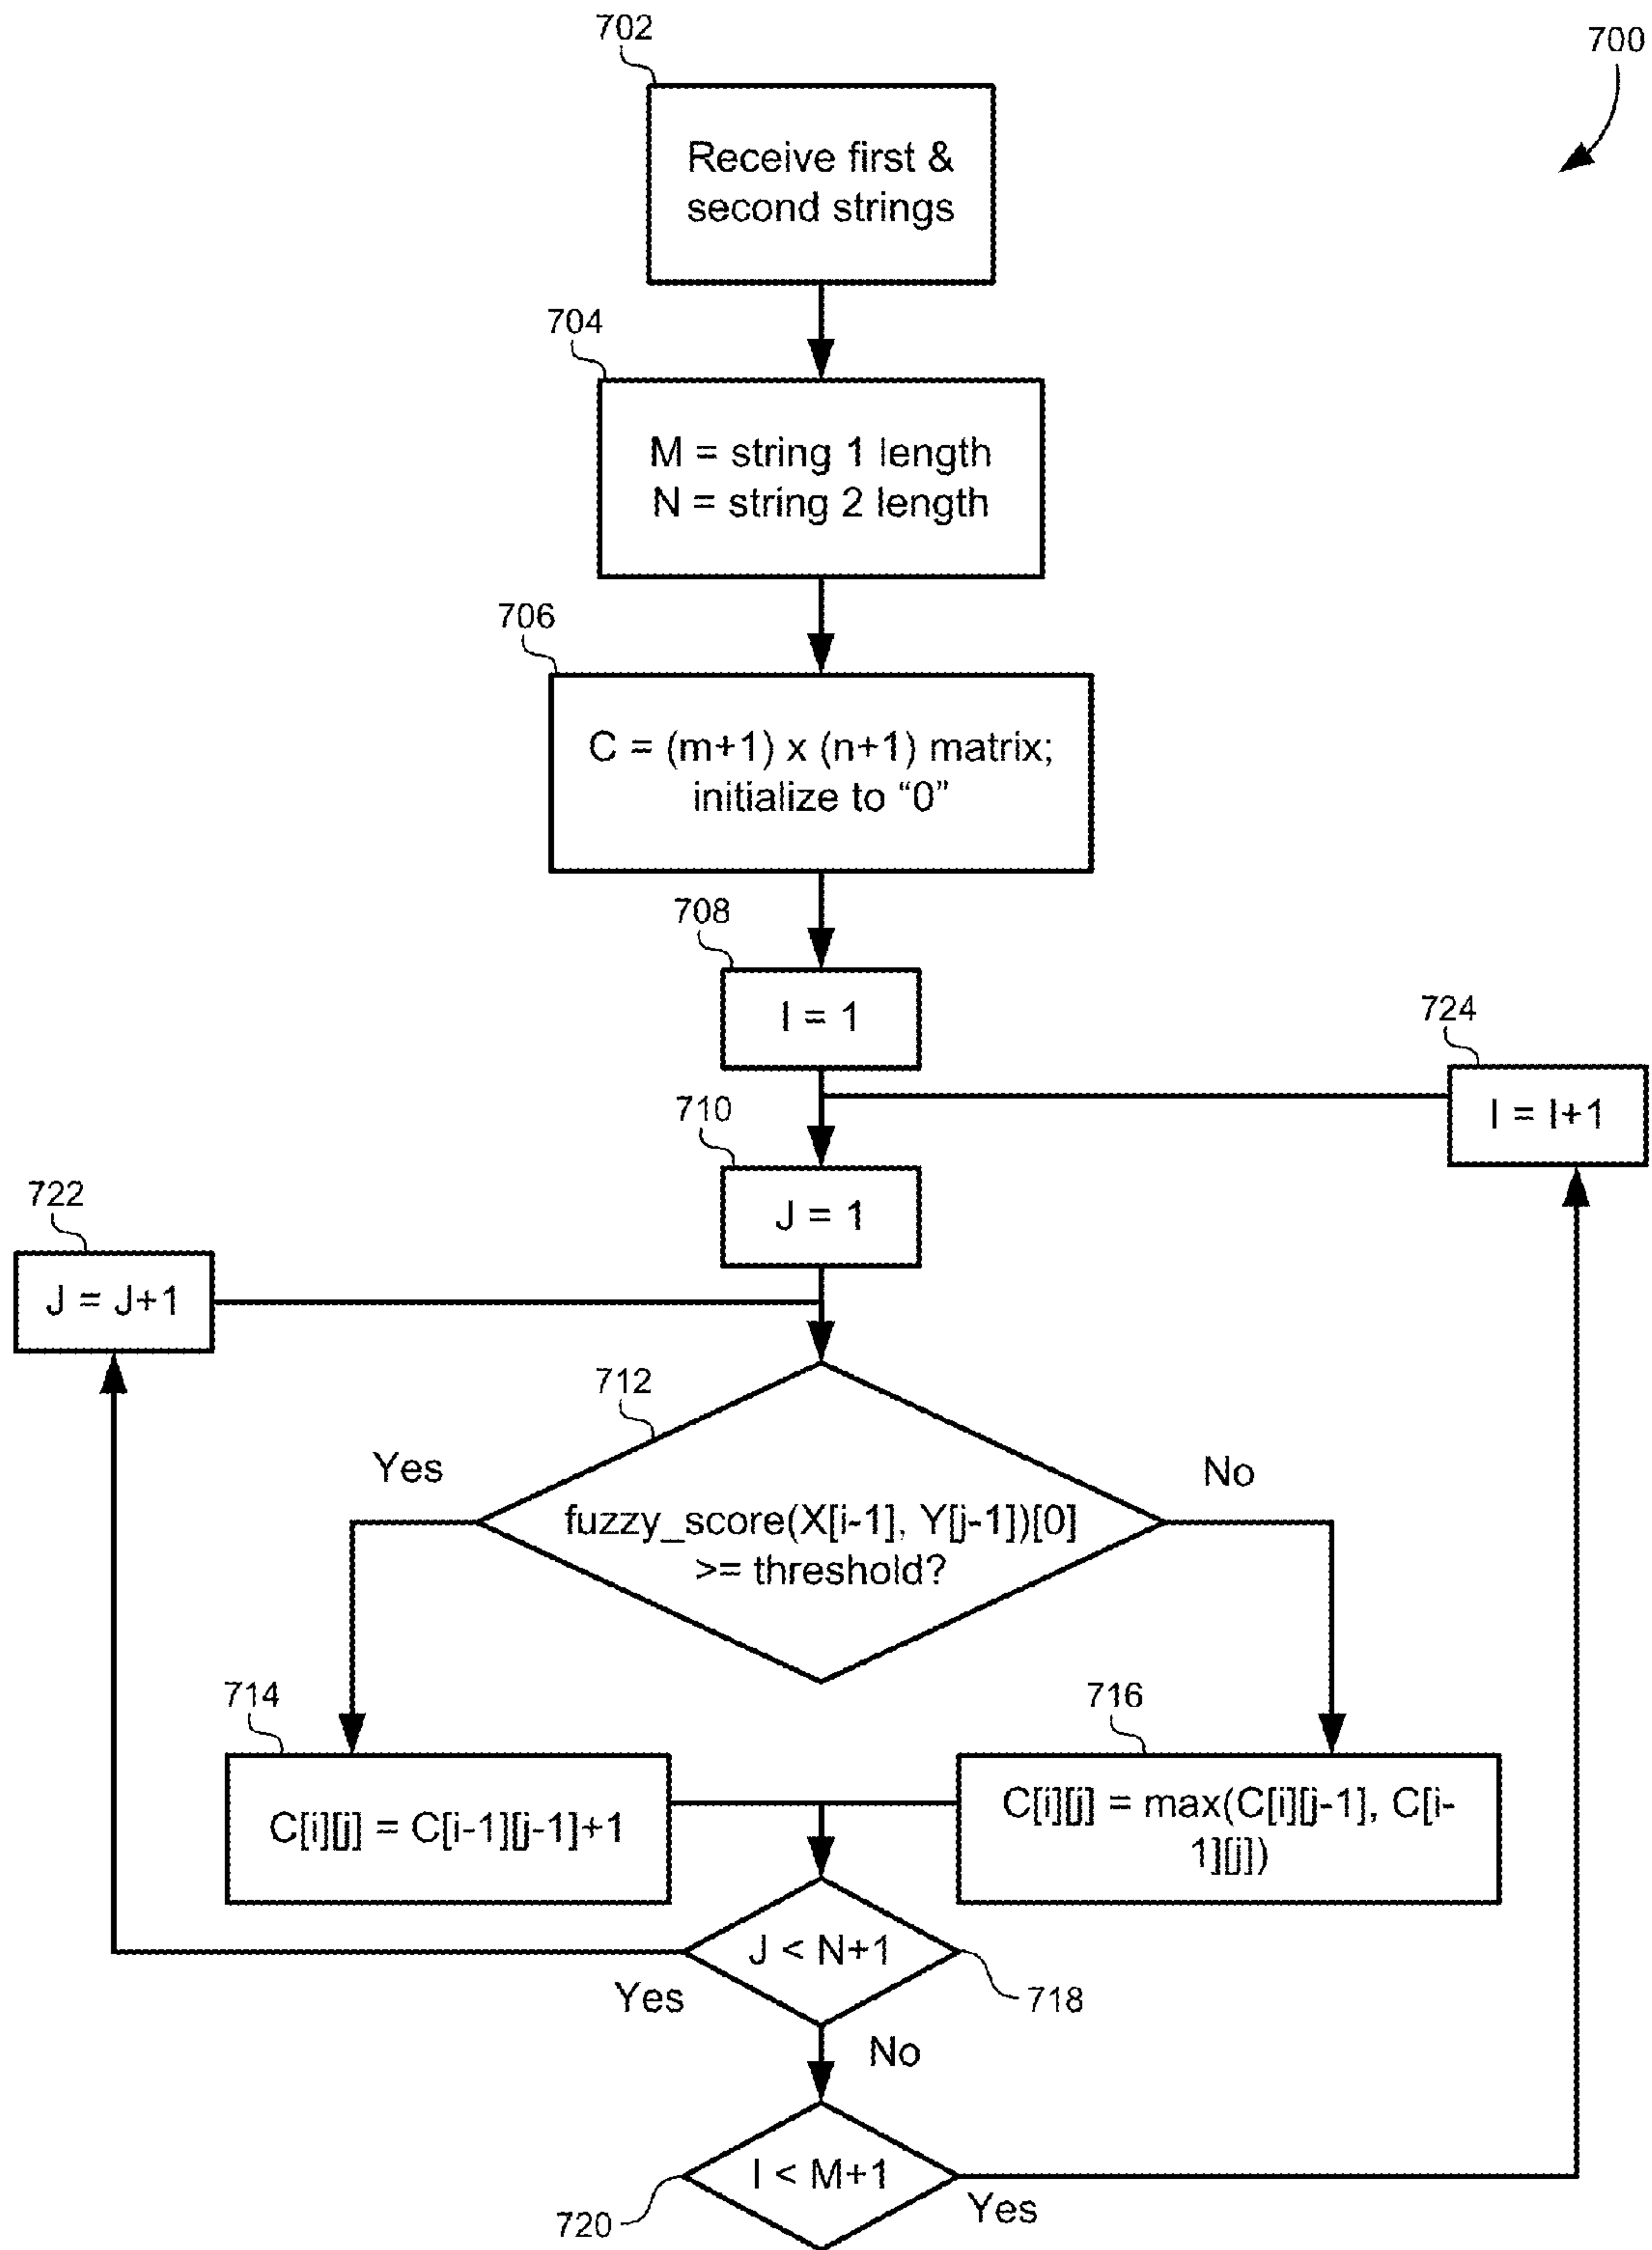 702
700
Receive first &
second strings
704
M = string 1 length
N = string 2 length
706
C = (m+1) x (n+1) matrix;
initialize to “0”
708
I = 1
724
I = I+1
710
J = 1
722
J = J+1
712
Yes
No
fuzzy_score(X[i-1], Y[j-1])[0]
>= threshold?
714
C[i][j] = C[i-1][j-1]+1
716
C[i][j] = max(C[i][j-1], C[i-
1][j])
J < N+1
Yes
718
No
I < M+1
Yes
720